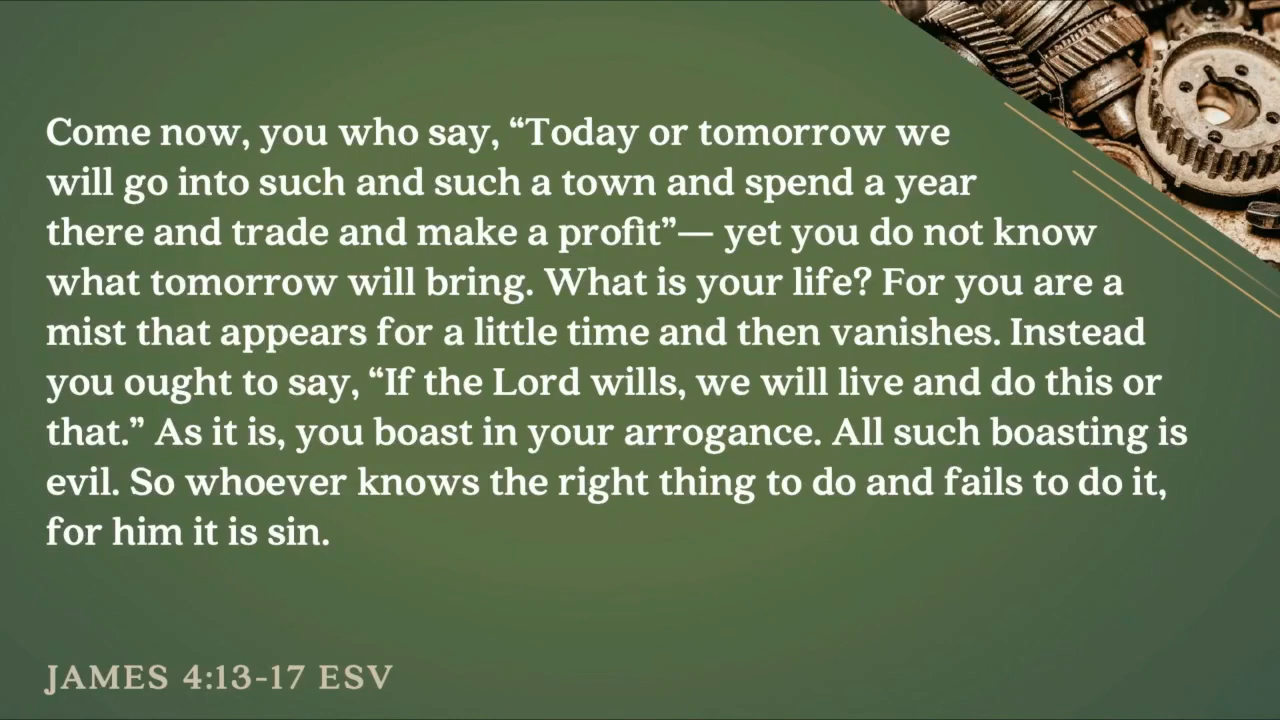 Come now, you who say, “Today or tomorrow we
will go into such and such a town and spend a year
there and trade and make a profit”— yet you do not know
what tomorrow will bring. What is your life? For you are a
mist that appears for a little time and then vanishes. Instead
you ought to say, “If the Lord wills, we will live and do this or
that.” As it is, you boast in your arrogance. All such boasting is
evil. So whoever knows the right thing to do and fails to do it,
for him it is sin.
JAMES 4:13-17 ESV